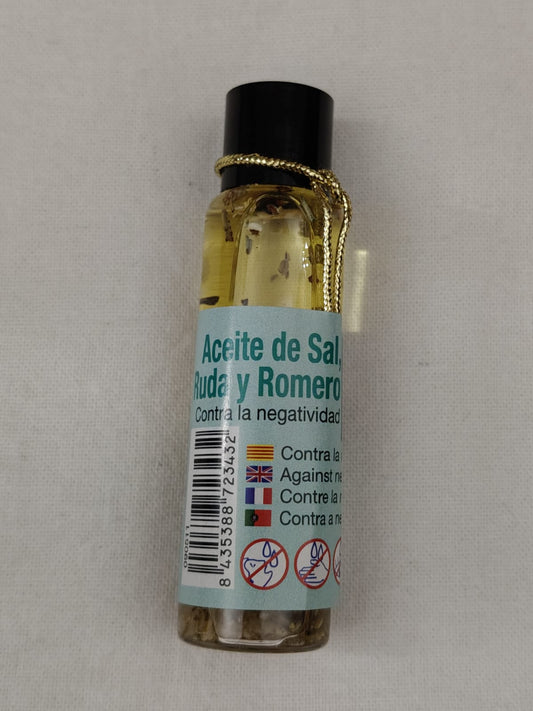 Aceite de Sal,
Ruda y Romero
Contra la negatividad
Contra la
Against ne
Contre la
Contra a ne
8 435388 723432
090511